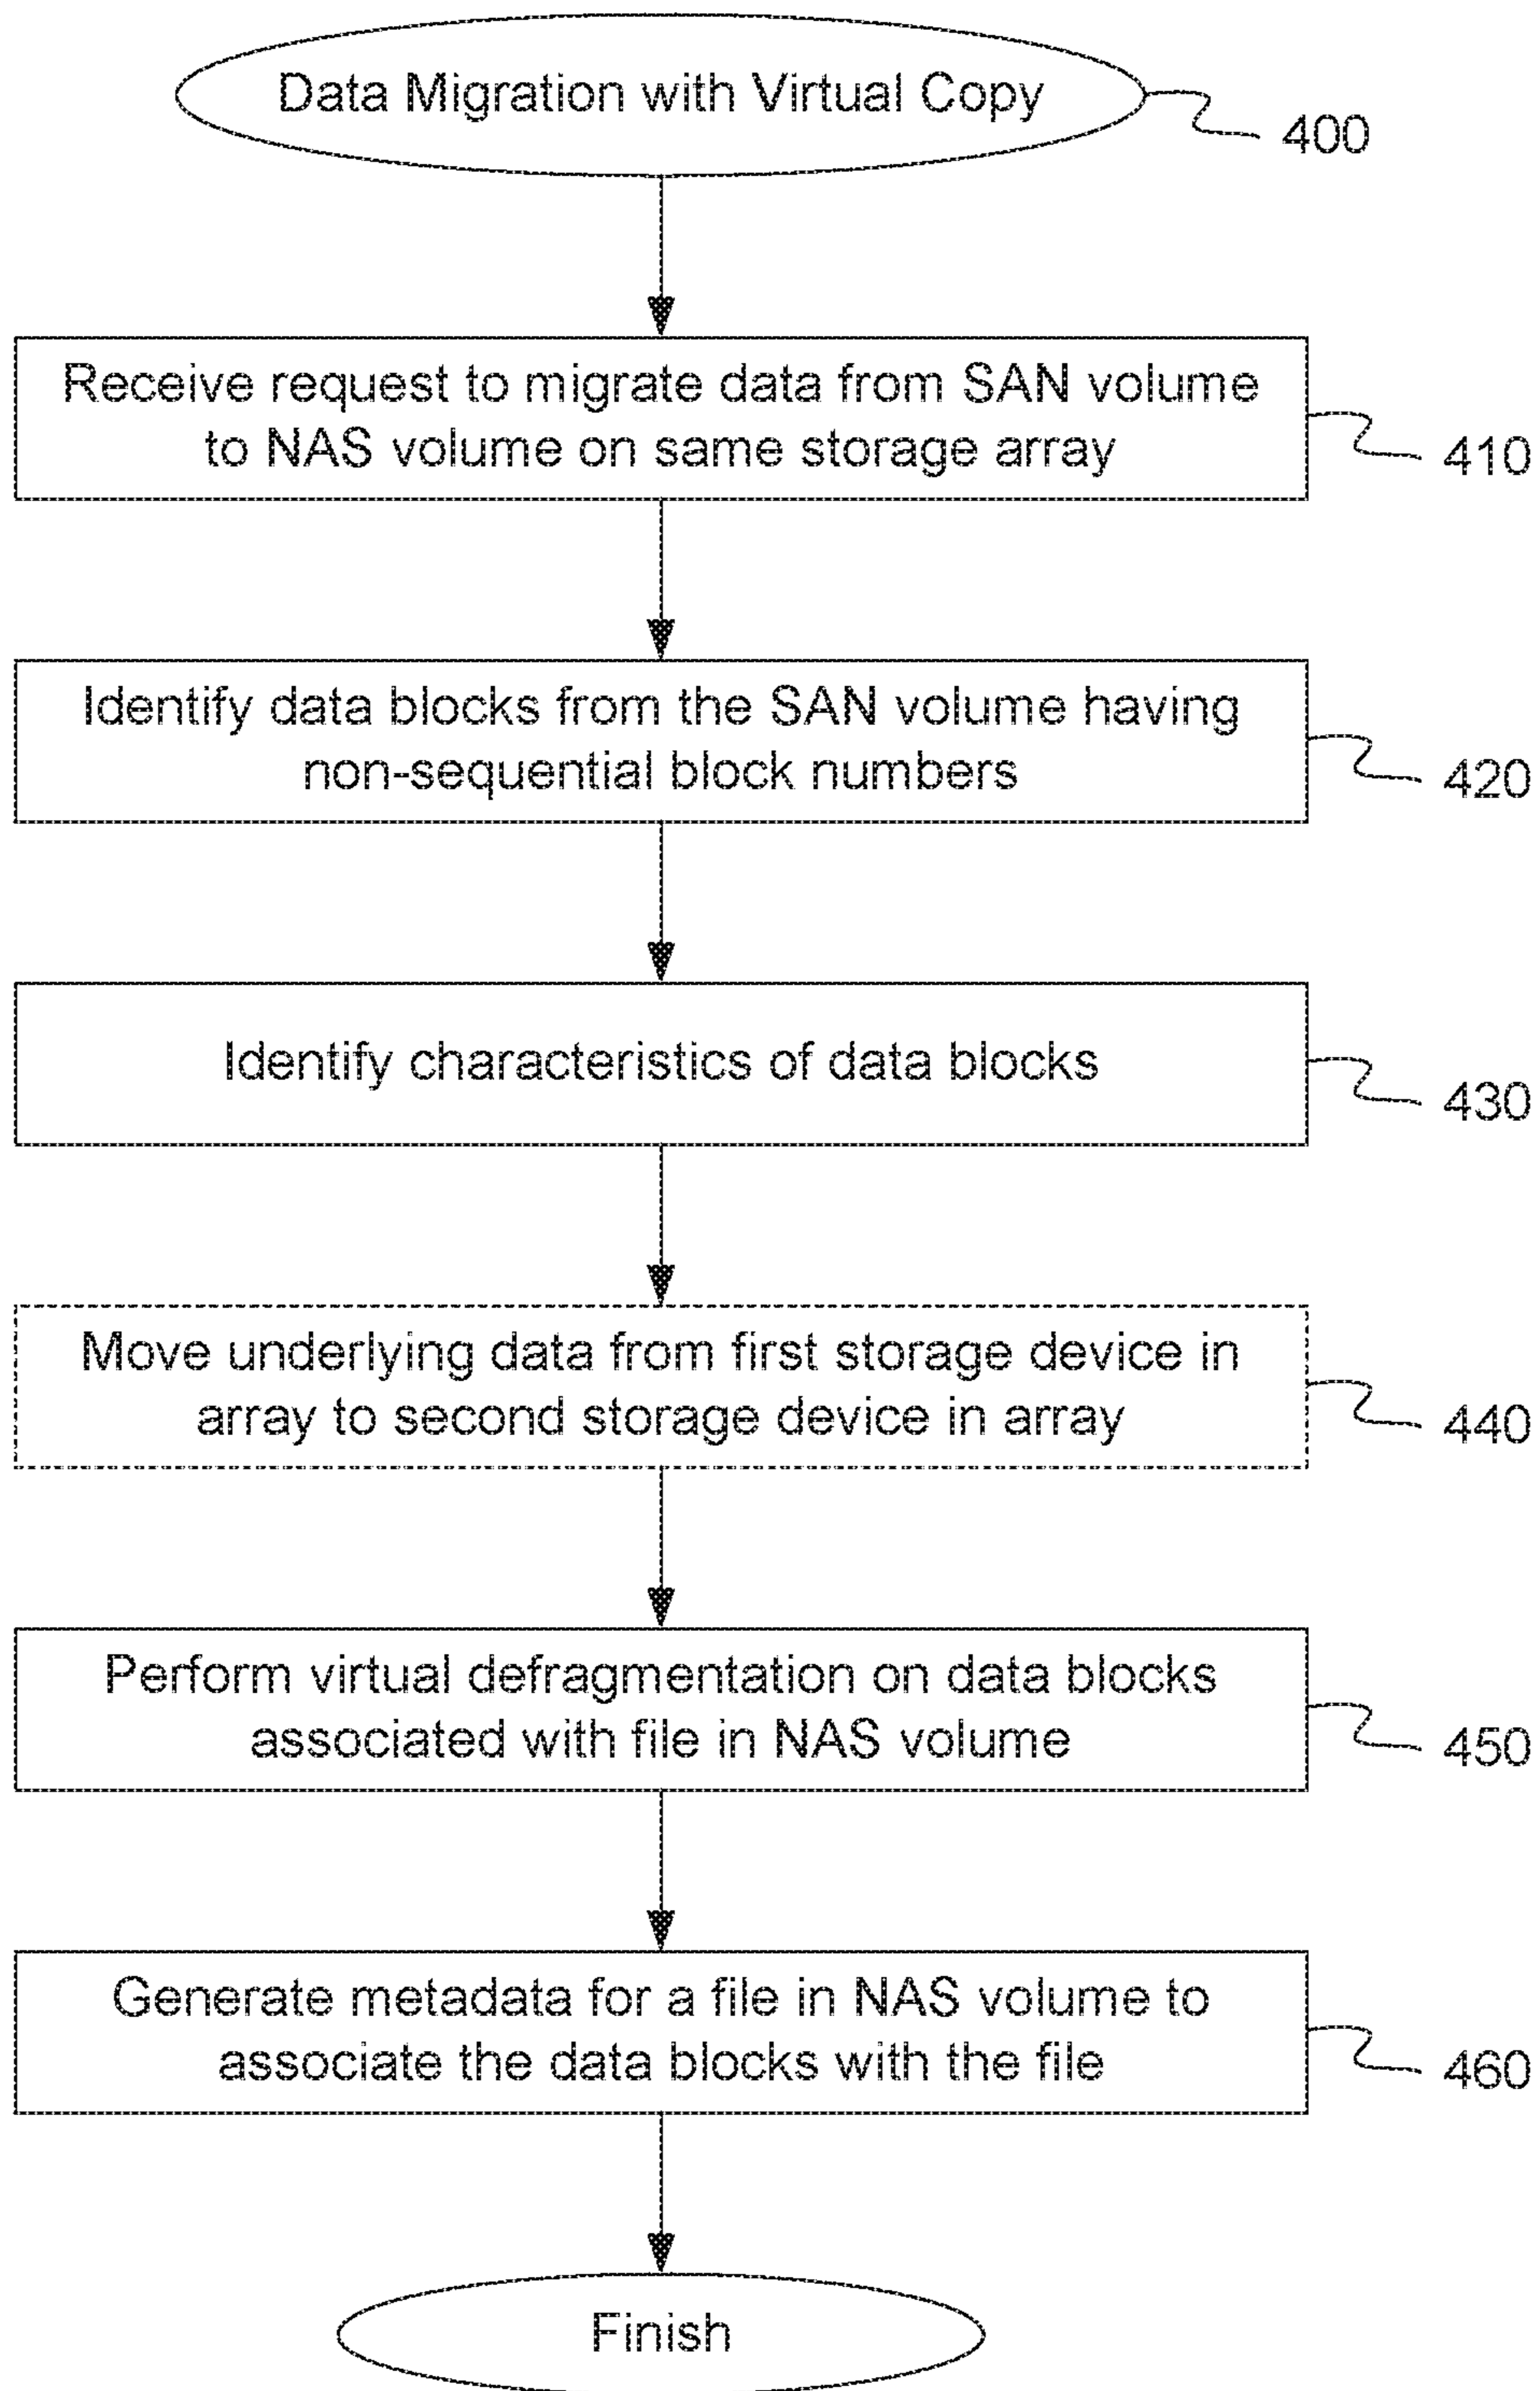 Data Migration with Virtual Copy
400
Receive request to migrate data from SAN volume
to NAS volume on same storage array
410
Identify data blocks from the SAN volume having
non-sequential block numbers
420
Identify characteristics of data blocks
430
Move underlying data from first storage device in
array to second storage device in array
440
Perform virtual defragmentation on data blocks
associated with file in NAS volume
450
Generate metadata for a file in NAS volume to
associate the data blocks with the file
460
Finish